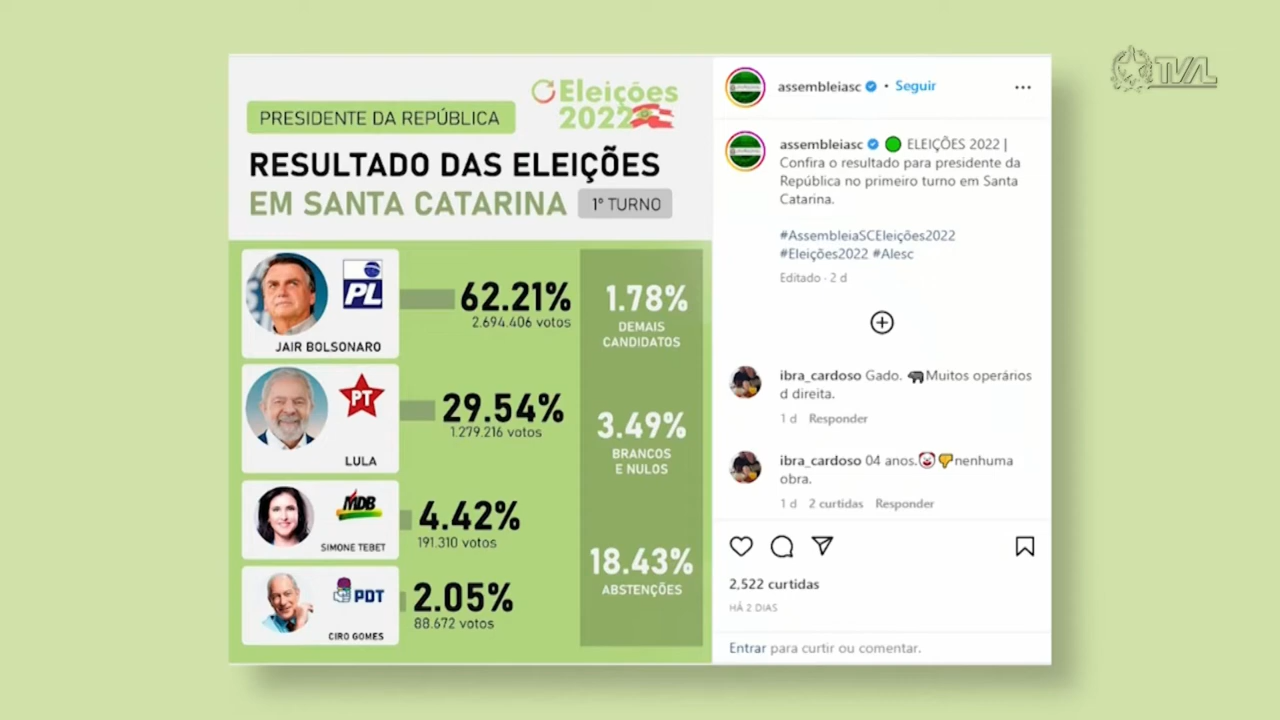 TVAL
Eleições
2022
PRESIDENTE DA REPÚBLICA
RESULTADO DAS ELEIÇÕES
EM SANTA CATARINA
1º TURNO
PL
JAIR BOLSONARO
62.21%
2.694.406 votos
PT
LULA
29.54%
1.279.216 votos
MDB
SIMONE TEBET
4.42%
191.310 votos
PDT
CIRO GOMES
2.05%
88.672 votos
1.78%
DEMAIS
CANDIDATOS
3.49%
BRANCOS
E NULOS
18.43%
ABSTENÇÕES
assembleiasc • Seguir
assembleiasc 🟢 ELEIÇÕES 2022 |
Confira o resultado para presidente da
República no primeiro turno em Santa
Catarina.
#AssembleiaSCEleições2022
#Eleições2022 #Alesc
Editado · 2 d
ibra_cardoso Gado. 🐃Muitos operários
d direita.
1 d Responder
ibra_cardoso 04 anos.🤡👎nenhuma
obra.
1 d 2 curtidas Responder
2,522 curtidas
HÁ 2 DIAS
Entrar para curtir ou comentar.